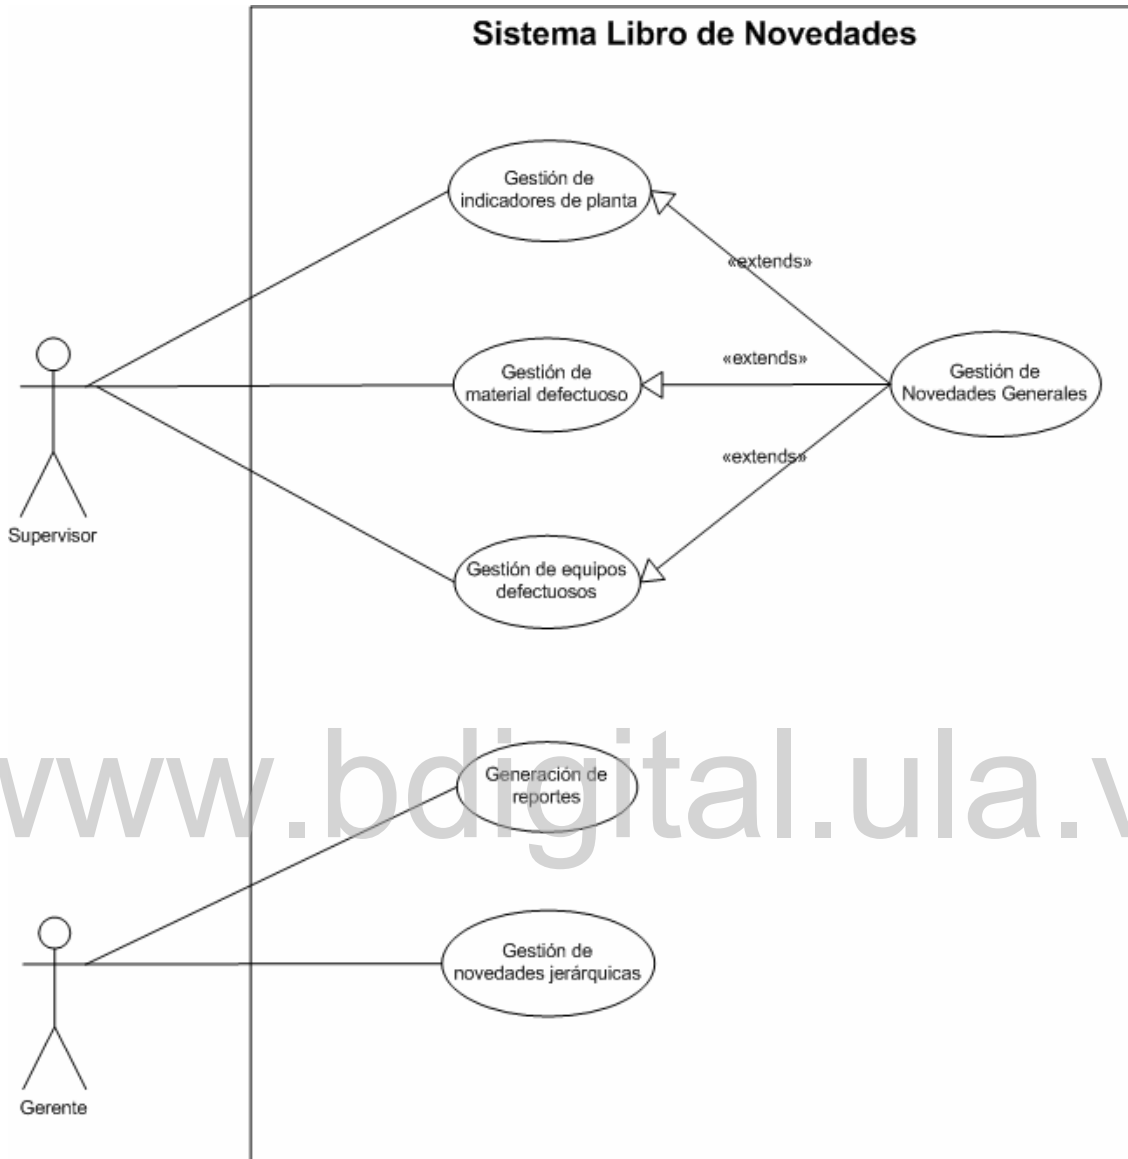 Sistema Libro de Novedades
Gestión de
indicadores de planta
«extends»
Gestión de
material defectuoso
«extends»
Gestión de
Novedades Generales
«extends»
Supervisor
Gestión de equipos
defectuosos
www.bdigital.ula.v
Generación de
reportes
Gestión de
novedades jerárquicas
Gerente